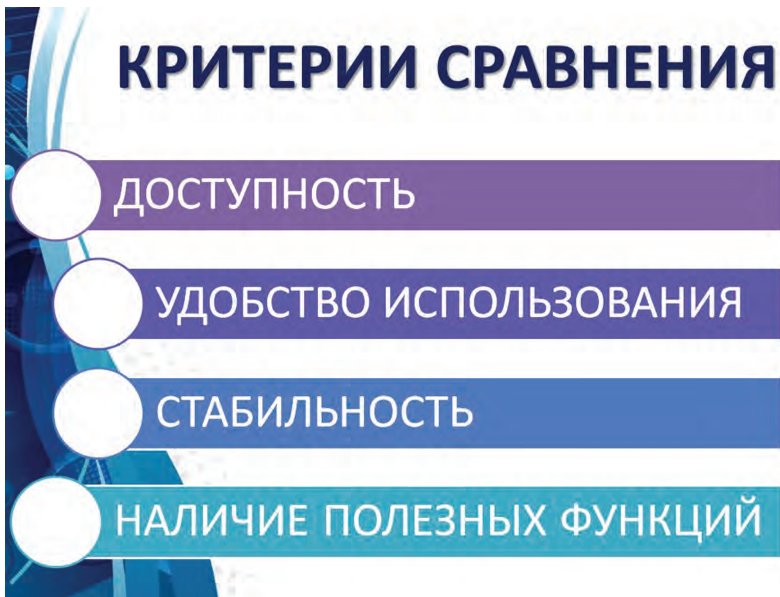 КРИТЕРИИ СРАВНЕНИЯ
ДОСТУПНОСТЬ
УДОБСТВО ИСПОЛЬЗОВАНИЯ
СТАБИЛЬНОСТЬ
НАЛИЧИЕ ПОЛЕЗНЫХ ФУНКЦИЙ